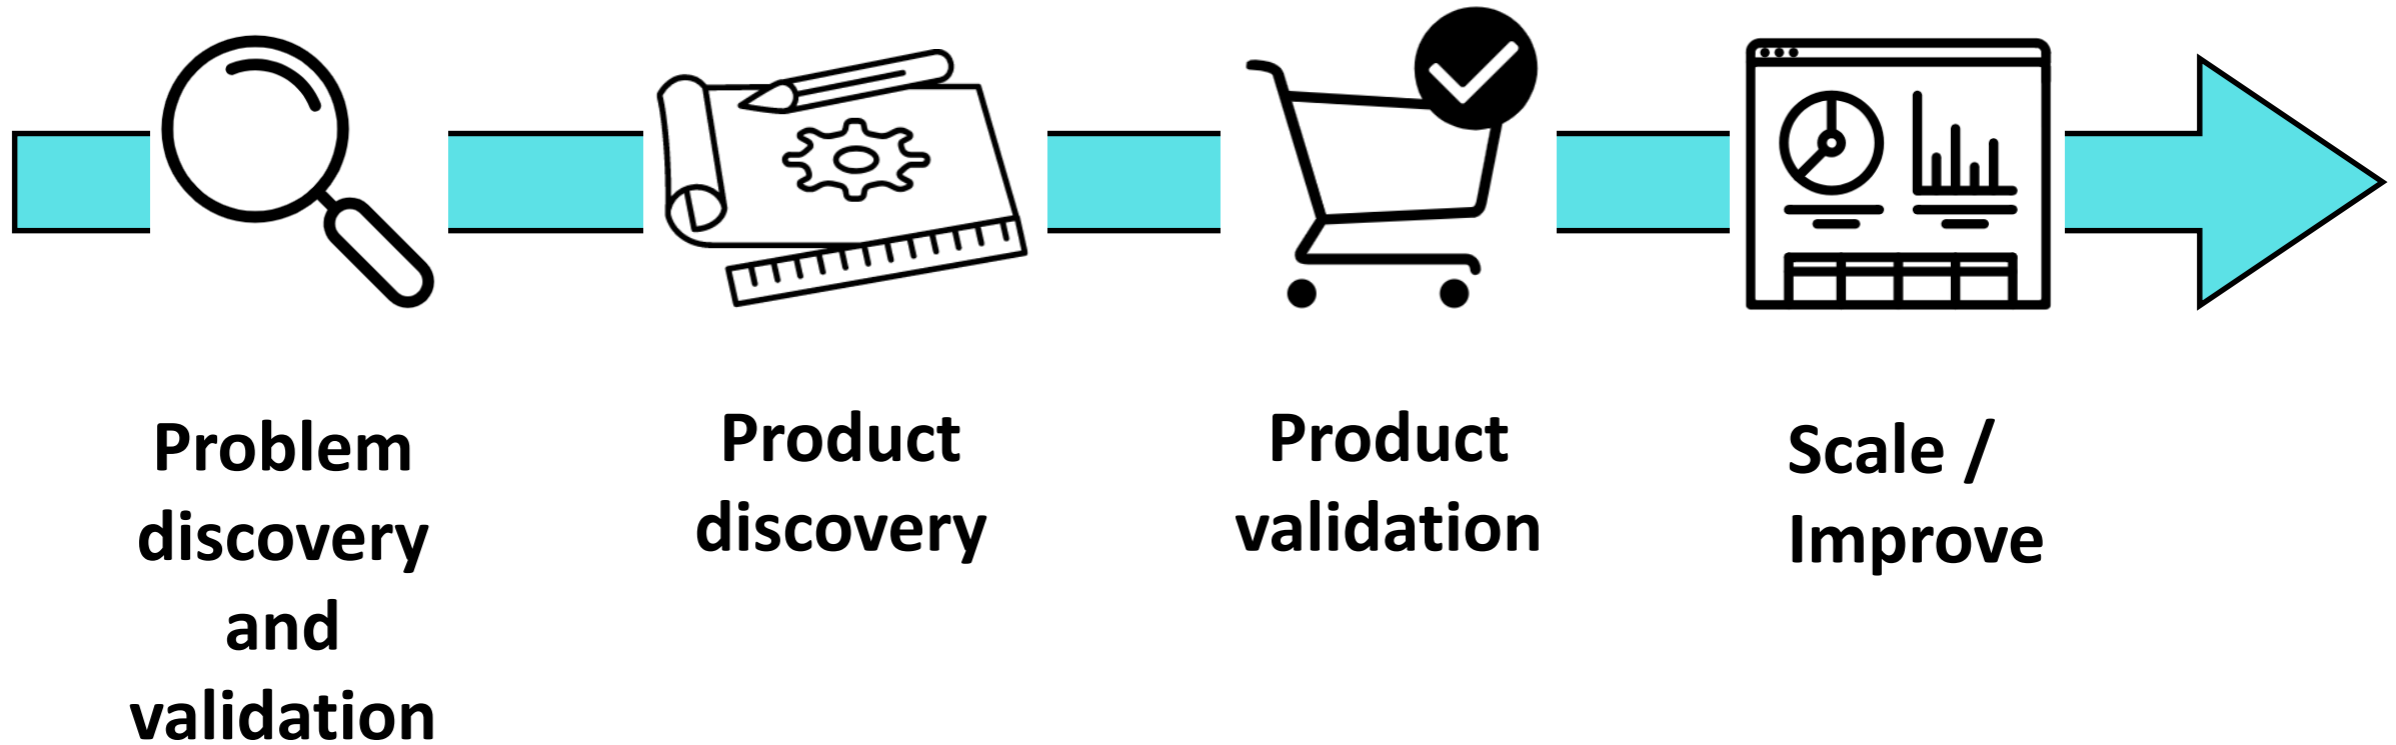 Problem
discovery
and
validation
Product
discovery
Product
validation
Scale /
Improve